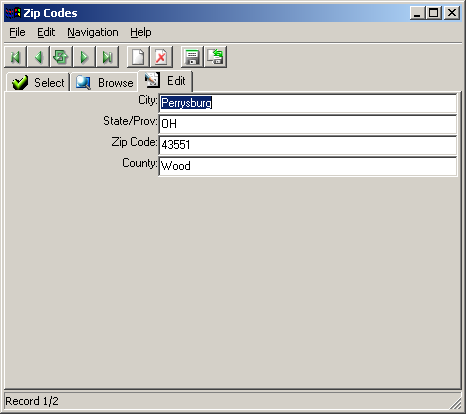 Zip Codes
File Edit Navigation Help
Select Browse Edit
City: Perrysburg
State/Prov: OH
Zip Code: 43551
County: Wood
Record 1/2